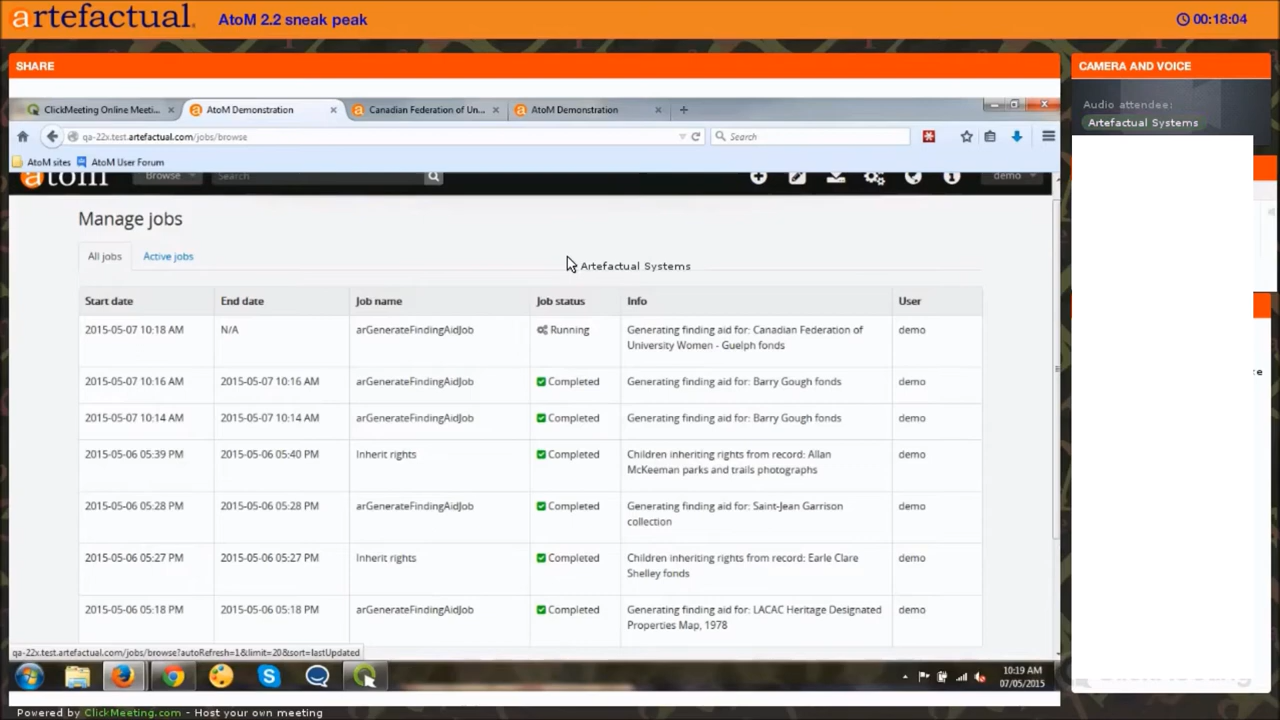 artefactual.
AtoM 2.2 sneak peak
00:18:04
SHARE
CAMERA AND VOICE
Audio attendee:
Artefactual Systems
ClickMeeting Online Meeti...
AtoM Demonstration
Canadian Federation of Un...
AtoM Demonstration
qa-22x.test.artefactual.com/jobs/browse
Search
AtoM sites
AtoM User Forum
atom
Browse
Search
demo
Manage jobs
All jobs
Active jobs
Artefactual Systems
Start date End date Job name Job status Info User
2015-05-07 10:18 AM N/A arGenerateFindingAidJob Running Generating finding aid for: Canadian Federation of demo
University Women - Guelph fonds
2015-05-07 10:16 AM 2015-05-07 10:16 AM arGenerateFindingAidJob Completed Generating finding aid for: Barry Gough fonds demo
2015-05-07 10:14 AM 2015-05-07 10:14 AM arGenerateFindingAidJob Completed Generating finding aid for: Barry Gough fonds demo
2015-05-06 05:39 PM 2015-05-06 05:40 PM Inherit rights Completed Children inheriting rights from record: Allan demo
McKeeman parks and trails photographs
2015-05-06 05:28 PM 2015-05-06 05:28 PM arGenerateFindingAidJob Completed Generating finding aid for: Saint-Jean Garrison demo
collection
2015-05-06 05:27 PM 2015-05-06 05:27 PM Inherit rights Completed Children inheriting rights from record: Earle Clare demo
Shelley fonds
2015-05-06 05:18 PM 2015-05-06 05:18 PM arGenerateFindingAidJob Completed Generating finding aid for: LACAC Heritage Designated demo
Properties Map, 1978
qa-22x.test.artefactual.com/jobs/browse?autoRefresh=1&limit=20&sort=lastUpdated
10:19 AM
07/05/2015
Powered by ClickMeeting.com - Host your own meeting